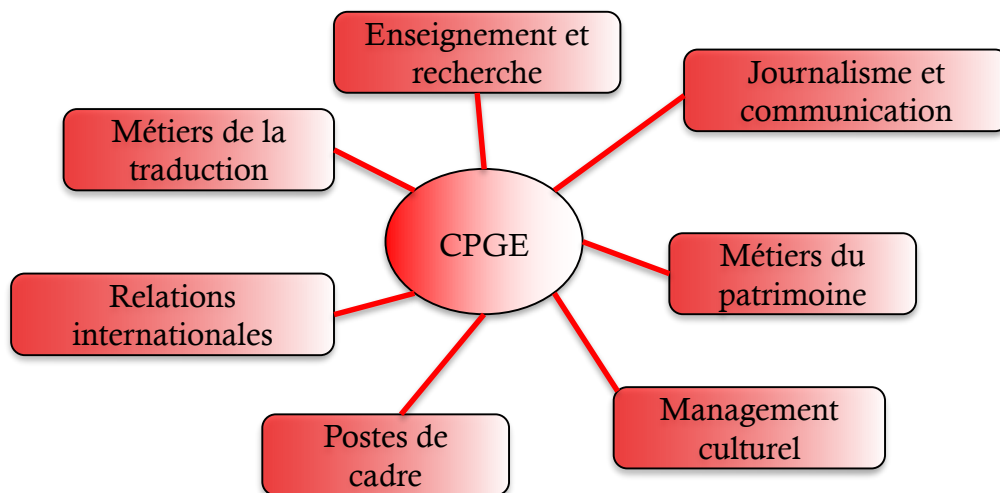 Enseignement et
recherche
Journalisme et
communication
Métiers de la
traduction
CPGE
Métiers du
patrimoine
Relations
internationales
Management
culturel
Postes de
cadre